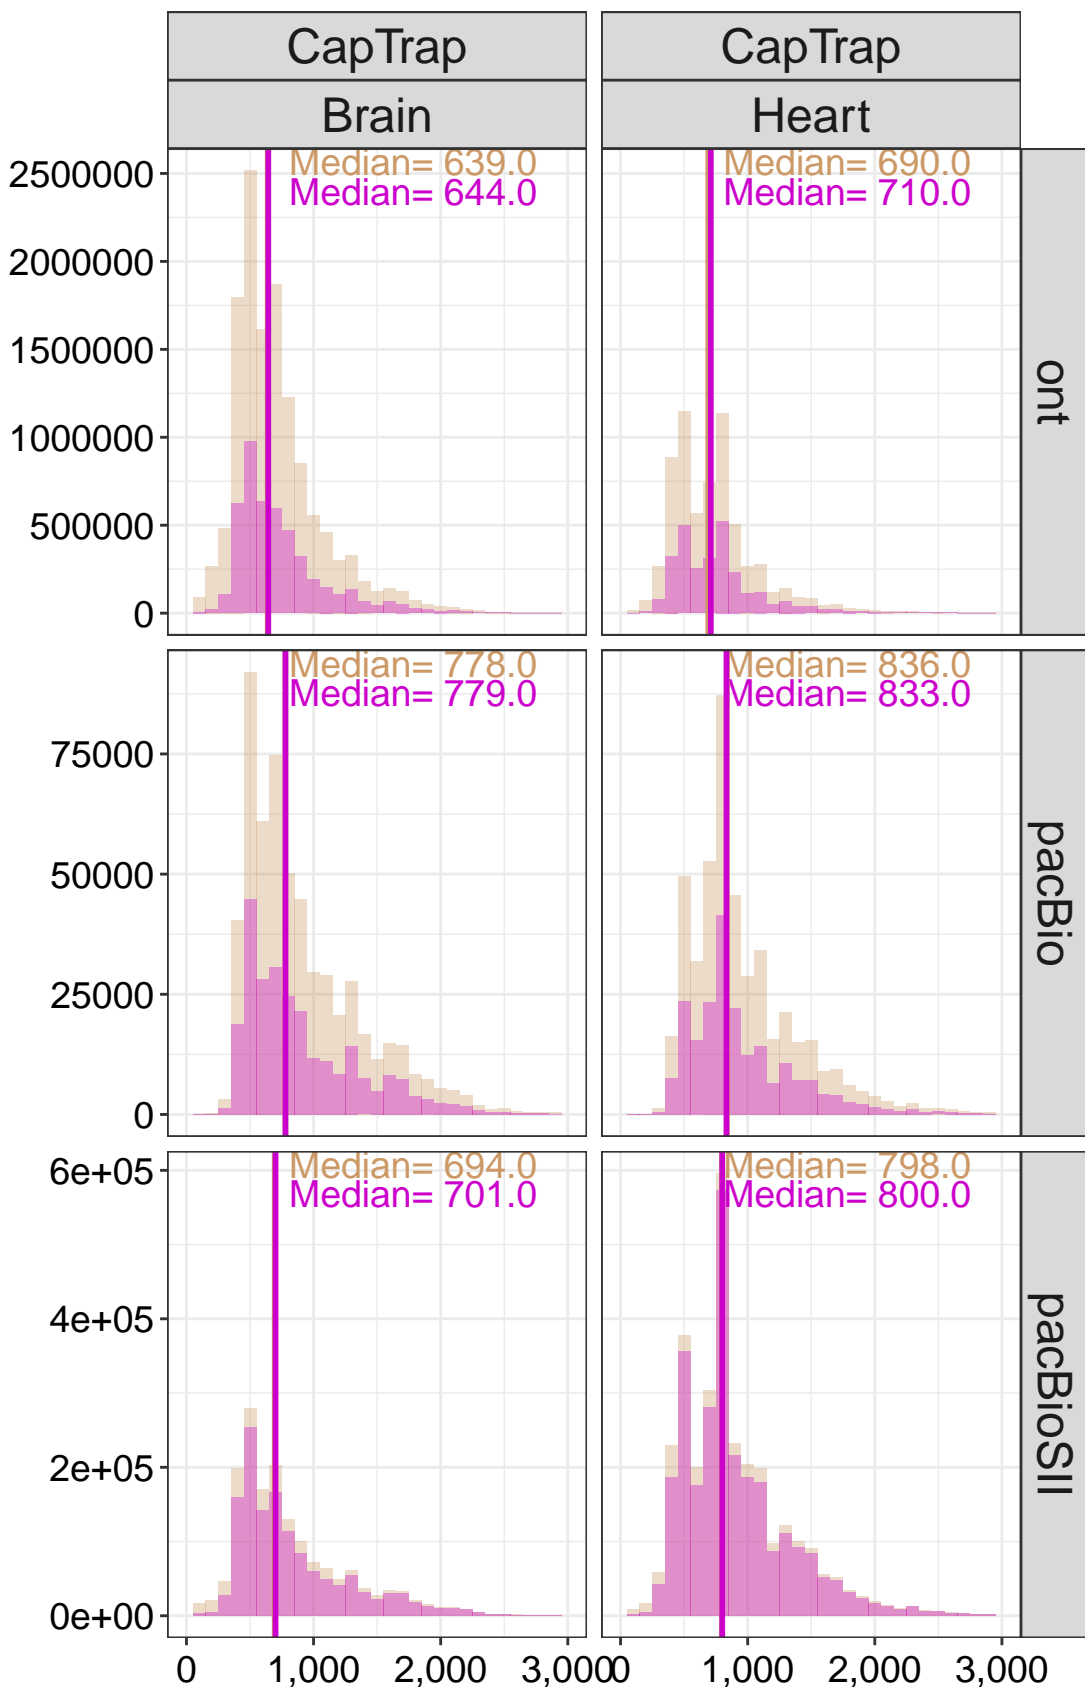 CapTrap
CapTrap
Brain
Heart
2500000
2000000
1500000
1000000
500000
0
Median= 639.0
Median= 644.0
Median= 690.0
Median= 710.0
ont
75000
50000
25000
0
Median= 778.0
Median= 779.0
Median= 836.0
Median= 833.0
pacBio
6e+05
4e+05
2e+05
0e+00
Median= 694.0
Median= 701.0
Median= 798.0
Median= 800.0
pacBioSII
0 1,000 2,000 3,000
0 1,000 2,000 3,000